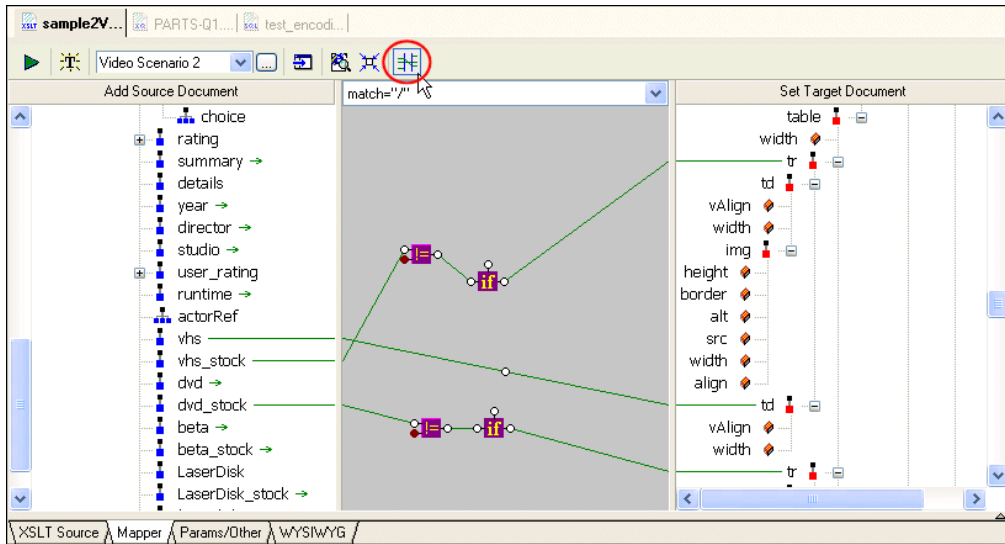 sample2V... PARTS-Q1.... test_encodi...
Video Scenario 2 ...
Add Source Document match="/" Set Target Document
choice
rating
summary
details
year
director
studio
user_rating
runtime
actorRef
vhs
vhs_stock
dvd
dvd_stock
beta
beta_stock
LaserDisk
LaserDisk_stock
!=
if
!=
if
table
width
tr
td
vAlign
width
img
height
border
alt
src
width
align
td
vAlign
width
tr
XSLT Source Mapper Params/Other WYSIWYG